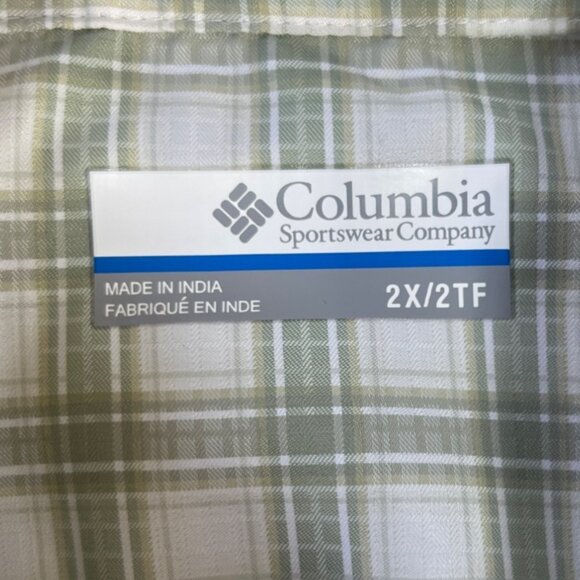 Columbia
Sportswear Company
MADE IN INDIA
FABRIQUÉ EN INDE
2X/2TF